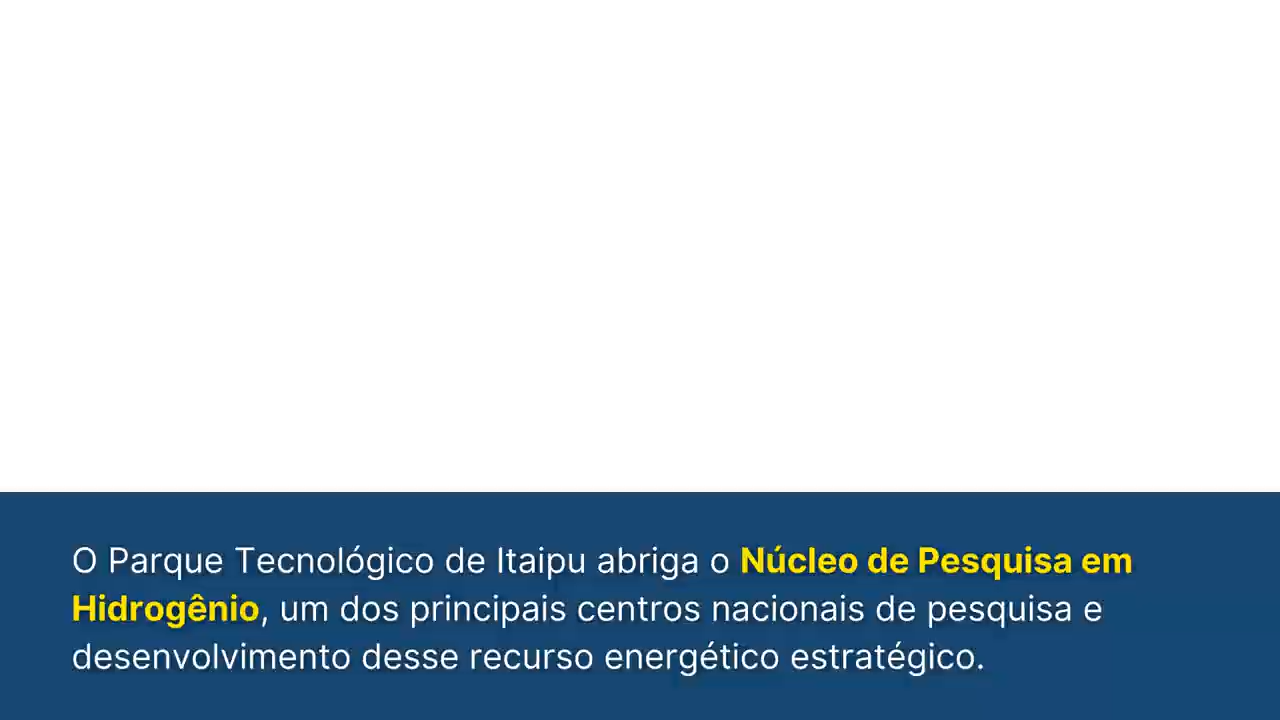 O Parque Tecnológico de Itaipu abriga o Núcleo de Pesquisa em
Hidrogênio, um dos principais centros nacionais de pesquisa e
desenvolvimento desse recurso energético estratégico.